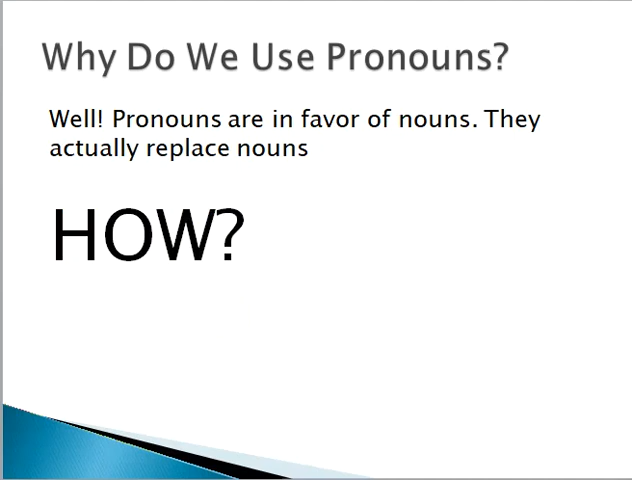 Why Do We Use Pronouns?
Well! Pronouns are in favor of nouns. They
actually replace nouns
HOW?